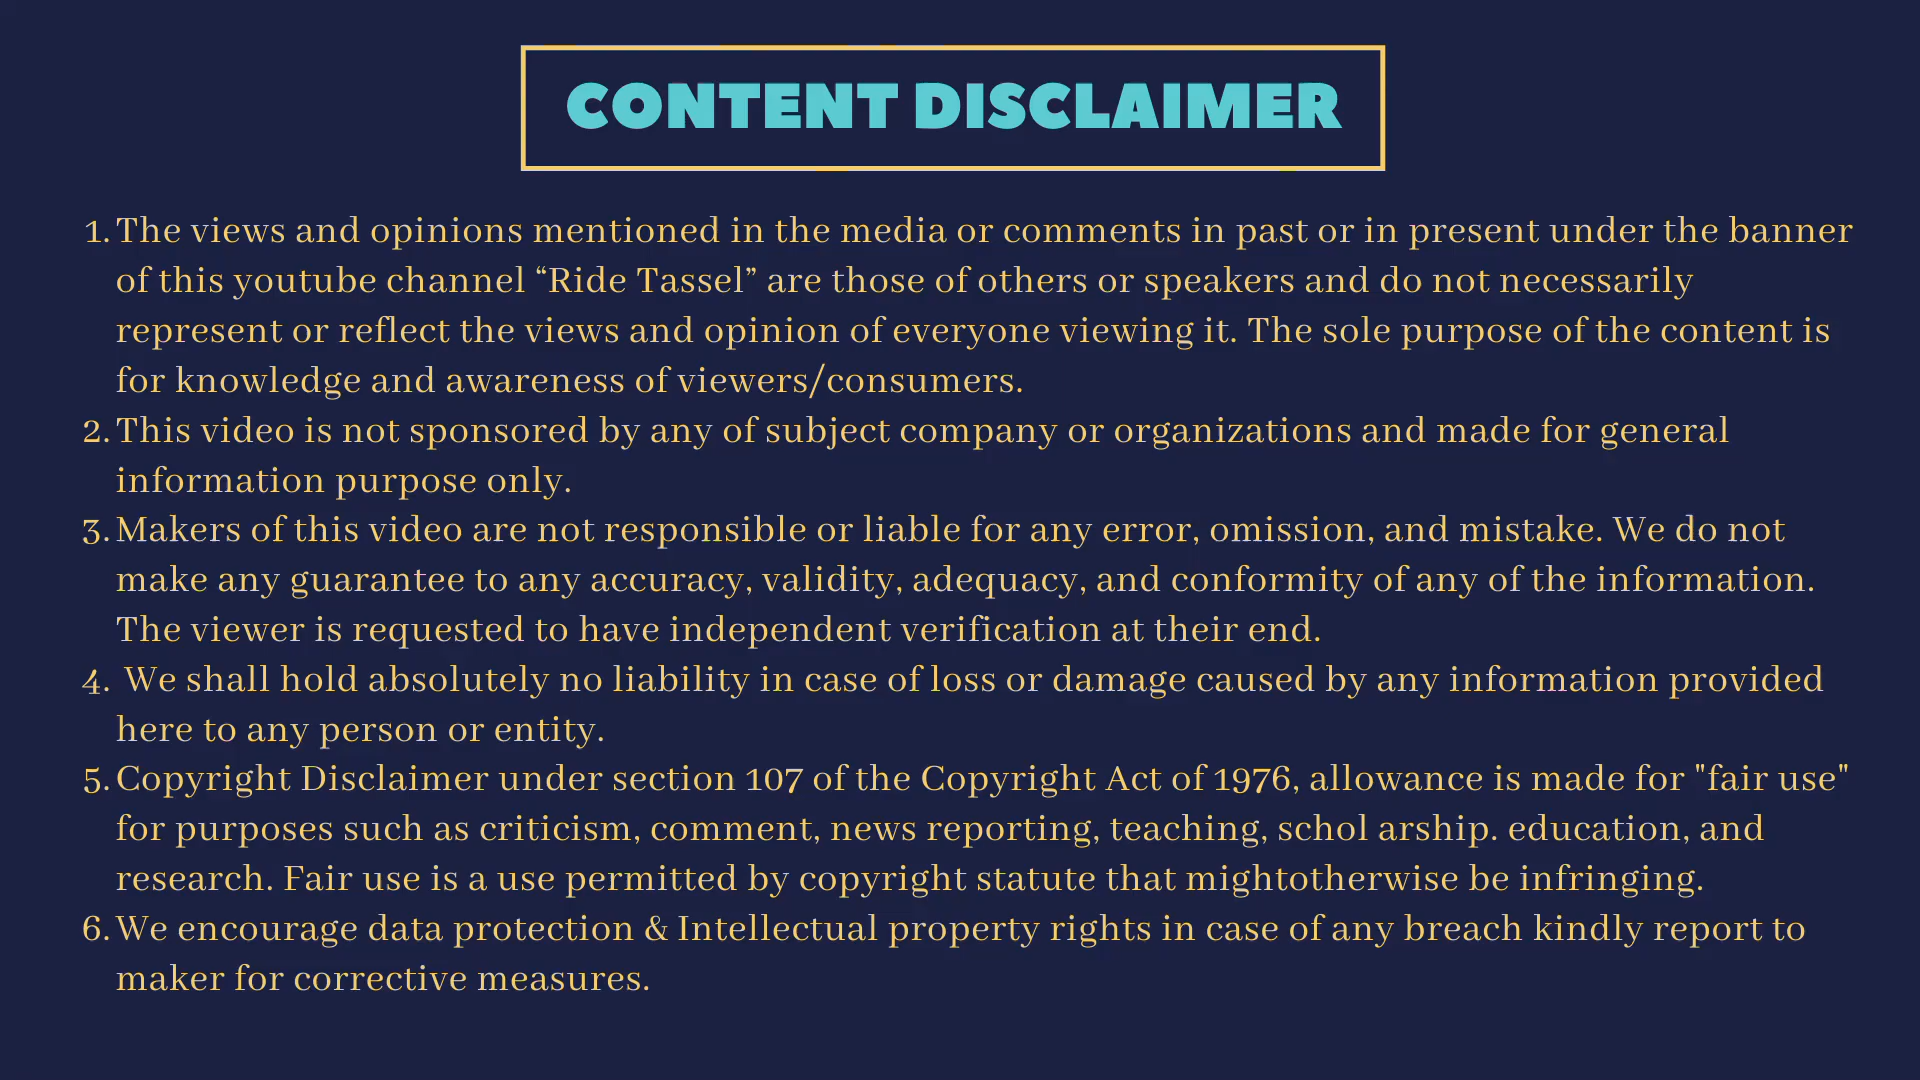 CONTENT DISCLAIMER
1. The views and opinions mentioned in the media or comments in past or in present under the banner
of this youtube channel “Ride Tassel” are those of others or speakers and do not necessarily
represent or reflect the views and opinion of everyone viewing it. The sole purpose of the content is
for knowledge and awareness of viewers/consumers.
2. This video is not sponsored by any of subject company or organizations and made for general
information purpose only.
3. Makers of this video are not responsible or liable for any error, omission, and mistake. We do not
make any guarantee to any accuracy, validity, adequacy, and conformity of any of the information.
The viewer is requested to have independent verification at their end.
4. We shall hold absolutely no liability in case of loss or damage caused by any information provided
here to any person or entity.
5. Copyright Disclaimer under section 107 of the Copyright Act of 1976, allowance is made for "fair use"
for purposes such as criticism, comment, news reporting, teaching, schol arship. education, and
research. Fair use is a use permitted by copyright statute that mightotherwise be infringing.
6. We encourage data protection & Intellectual property rights in case of any breach kindly report to
maker for corrective measures.